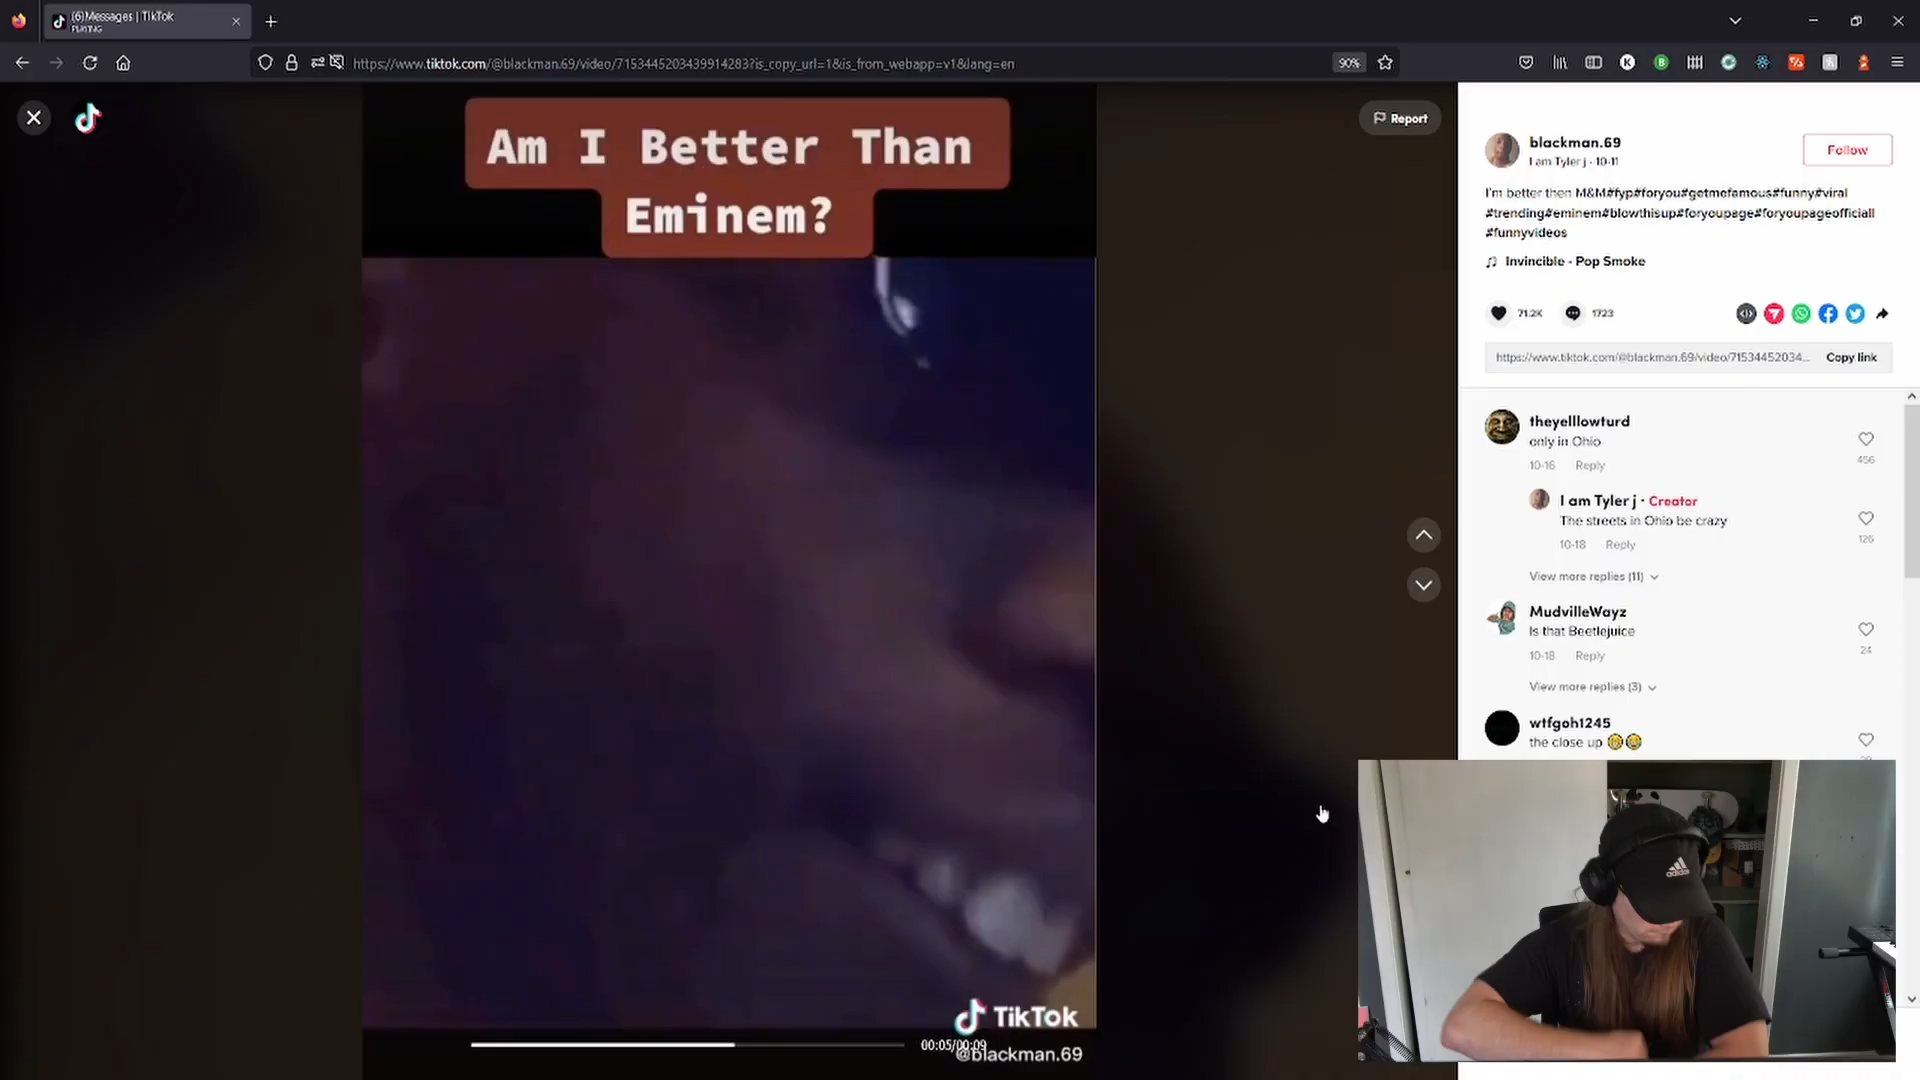 (6)Messages | TikTok
PLAYING
https://www.tiktok.com/@blackman.69/video/7153445203439914283?is_copy_url=1&is_from_webapp=v1&lang=en
90%
Am I Better Than
Eminem?
Report
TikTok
@blackman.69
00:05/00:09
blackman.69
I am Tyler j · 10-11
Follow
I'm better then M&M#fyp#foryou#getmefamous#funny#viral
#trending#eminem#blowthisup#foryoupage#foryoupageofficiall
#funnyvideos
Invincible - Pop Smoke
71.2K
1723
https://www.tiktok.com/@blackman.69/video/71534452034...
Copy link
theyelllowturd
only in Ohio
10-16 Reply
456
I am Tyler j · Creator
The streets in Ohio be crazy
10-18 Reply
126
View more replies (11)
MudvilleWayz
Is that Beetlejuice
10-18 Reply
24
View more replies (3)
wtfgoh1245
the close up
adidas